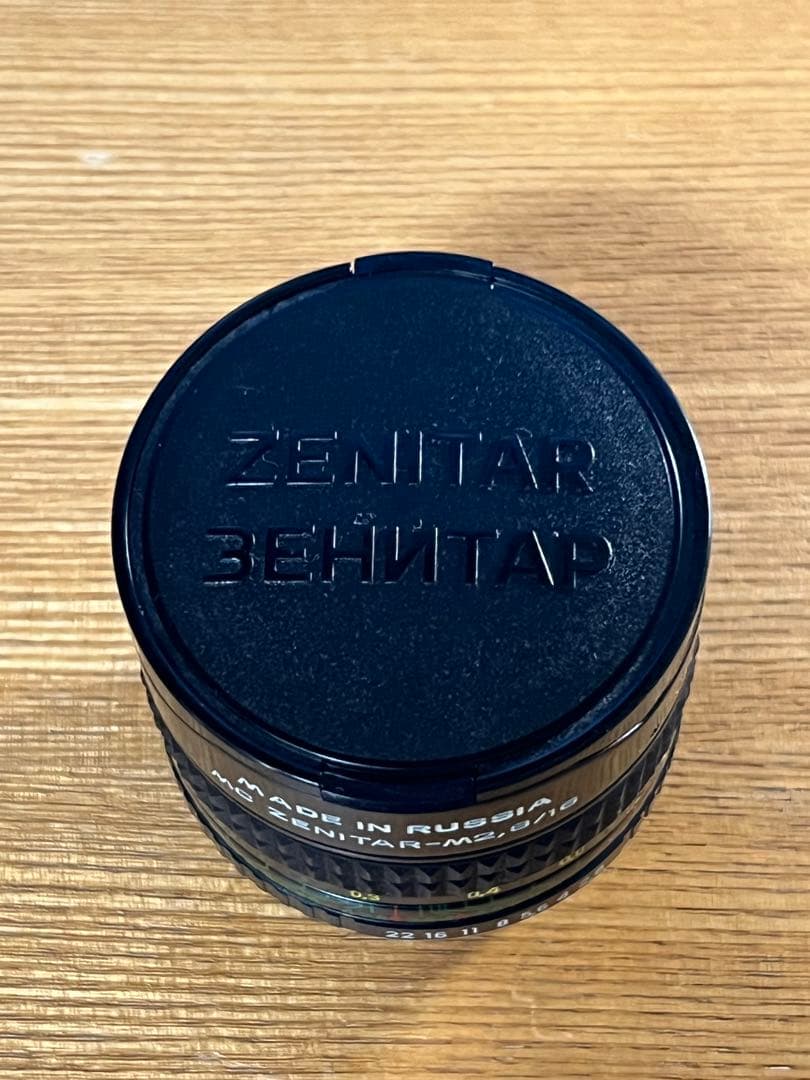 ZENITAR
ЗЕНИТАР
MADE IN RUSSIA
MC ZENITAR-M2,8/16
0.3 0.4
22 16 11 8 5.6 4